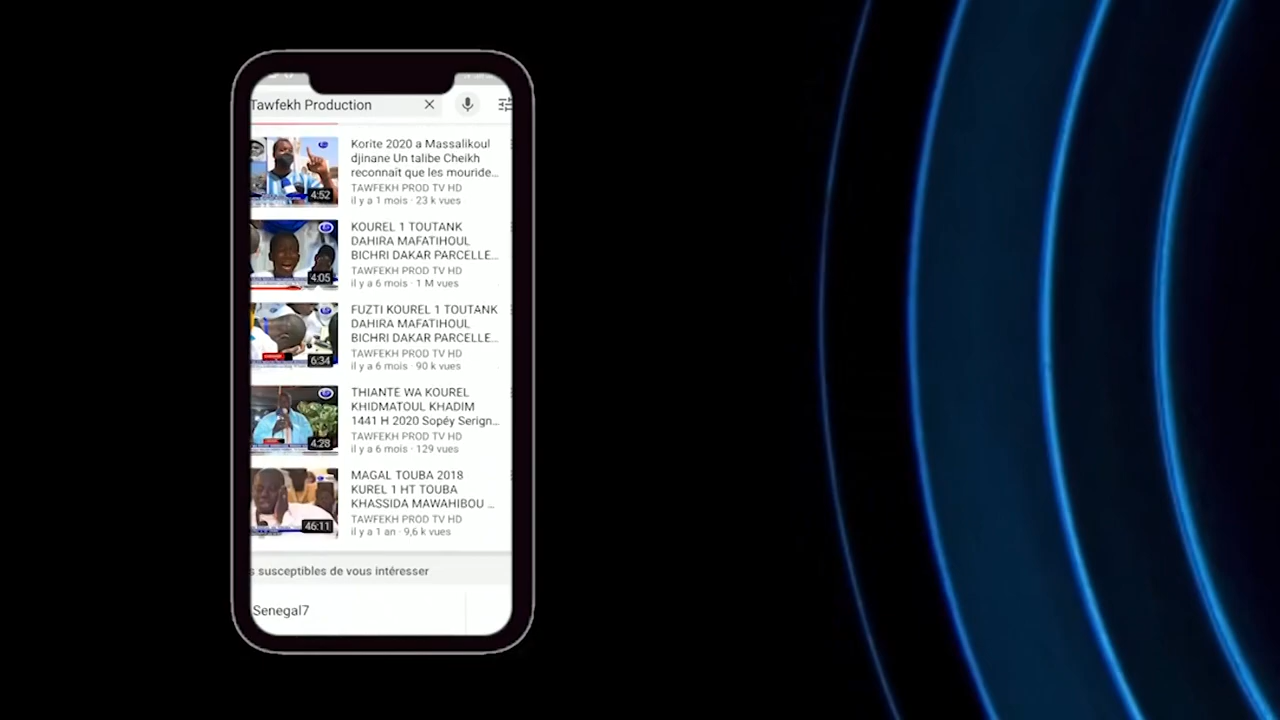 Tawfekh Production
Korite 2020 a Massalikoul
djinane Un talibe Cheikh
reconnait que les mouride...
TAWFEKH PROD TV HD
il y a 1 mois · 23 k vues
4:52
KOUREL 1 TOUTANK
DAHIRA MAFATIHOUL
BICHRI DAKAR PARCELLE...
TAWFEKH PROD TV HD
il y a 6 mois · 1 M vues
4:05
FUZTI KOUREL 1 TOUTANK
DAHIRA MAFATIHOUL
BICHRI DAKAR PARCELLE...
TAWFEKH PROD TV HD
il y a 6 mois · 90 k vues
6:34
THIANTE WA KOUREL
KHIDMATOUL KHADIM
1441 H 2020 Sopéy Serign...
TAWFEKH PROD TV HD
il y a 6 mois · 129 vues
4:28
MAGAL TOUBA 2018
KUREL 1 HT TOUBA
KHASSIDA MAWAHIBOU ...
TAWFEKH PROD TV HD
il y a 1 an · 9,6 k vues
46:11
s susceptibles de vous intéresser
Senegal7